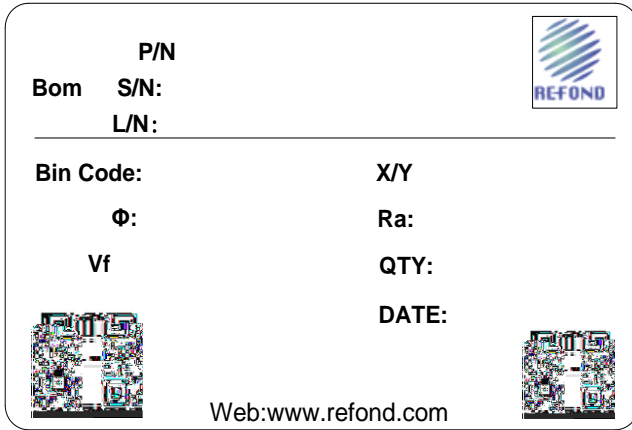 P/N
REFOND
Bom S/N:
L/N:
Bin Code: X/Y
Φ: Ra:
Vf QTY:
DATE:
Web:www.refond.com